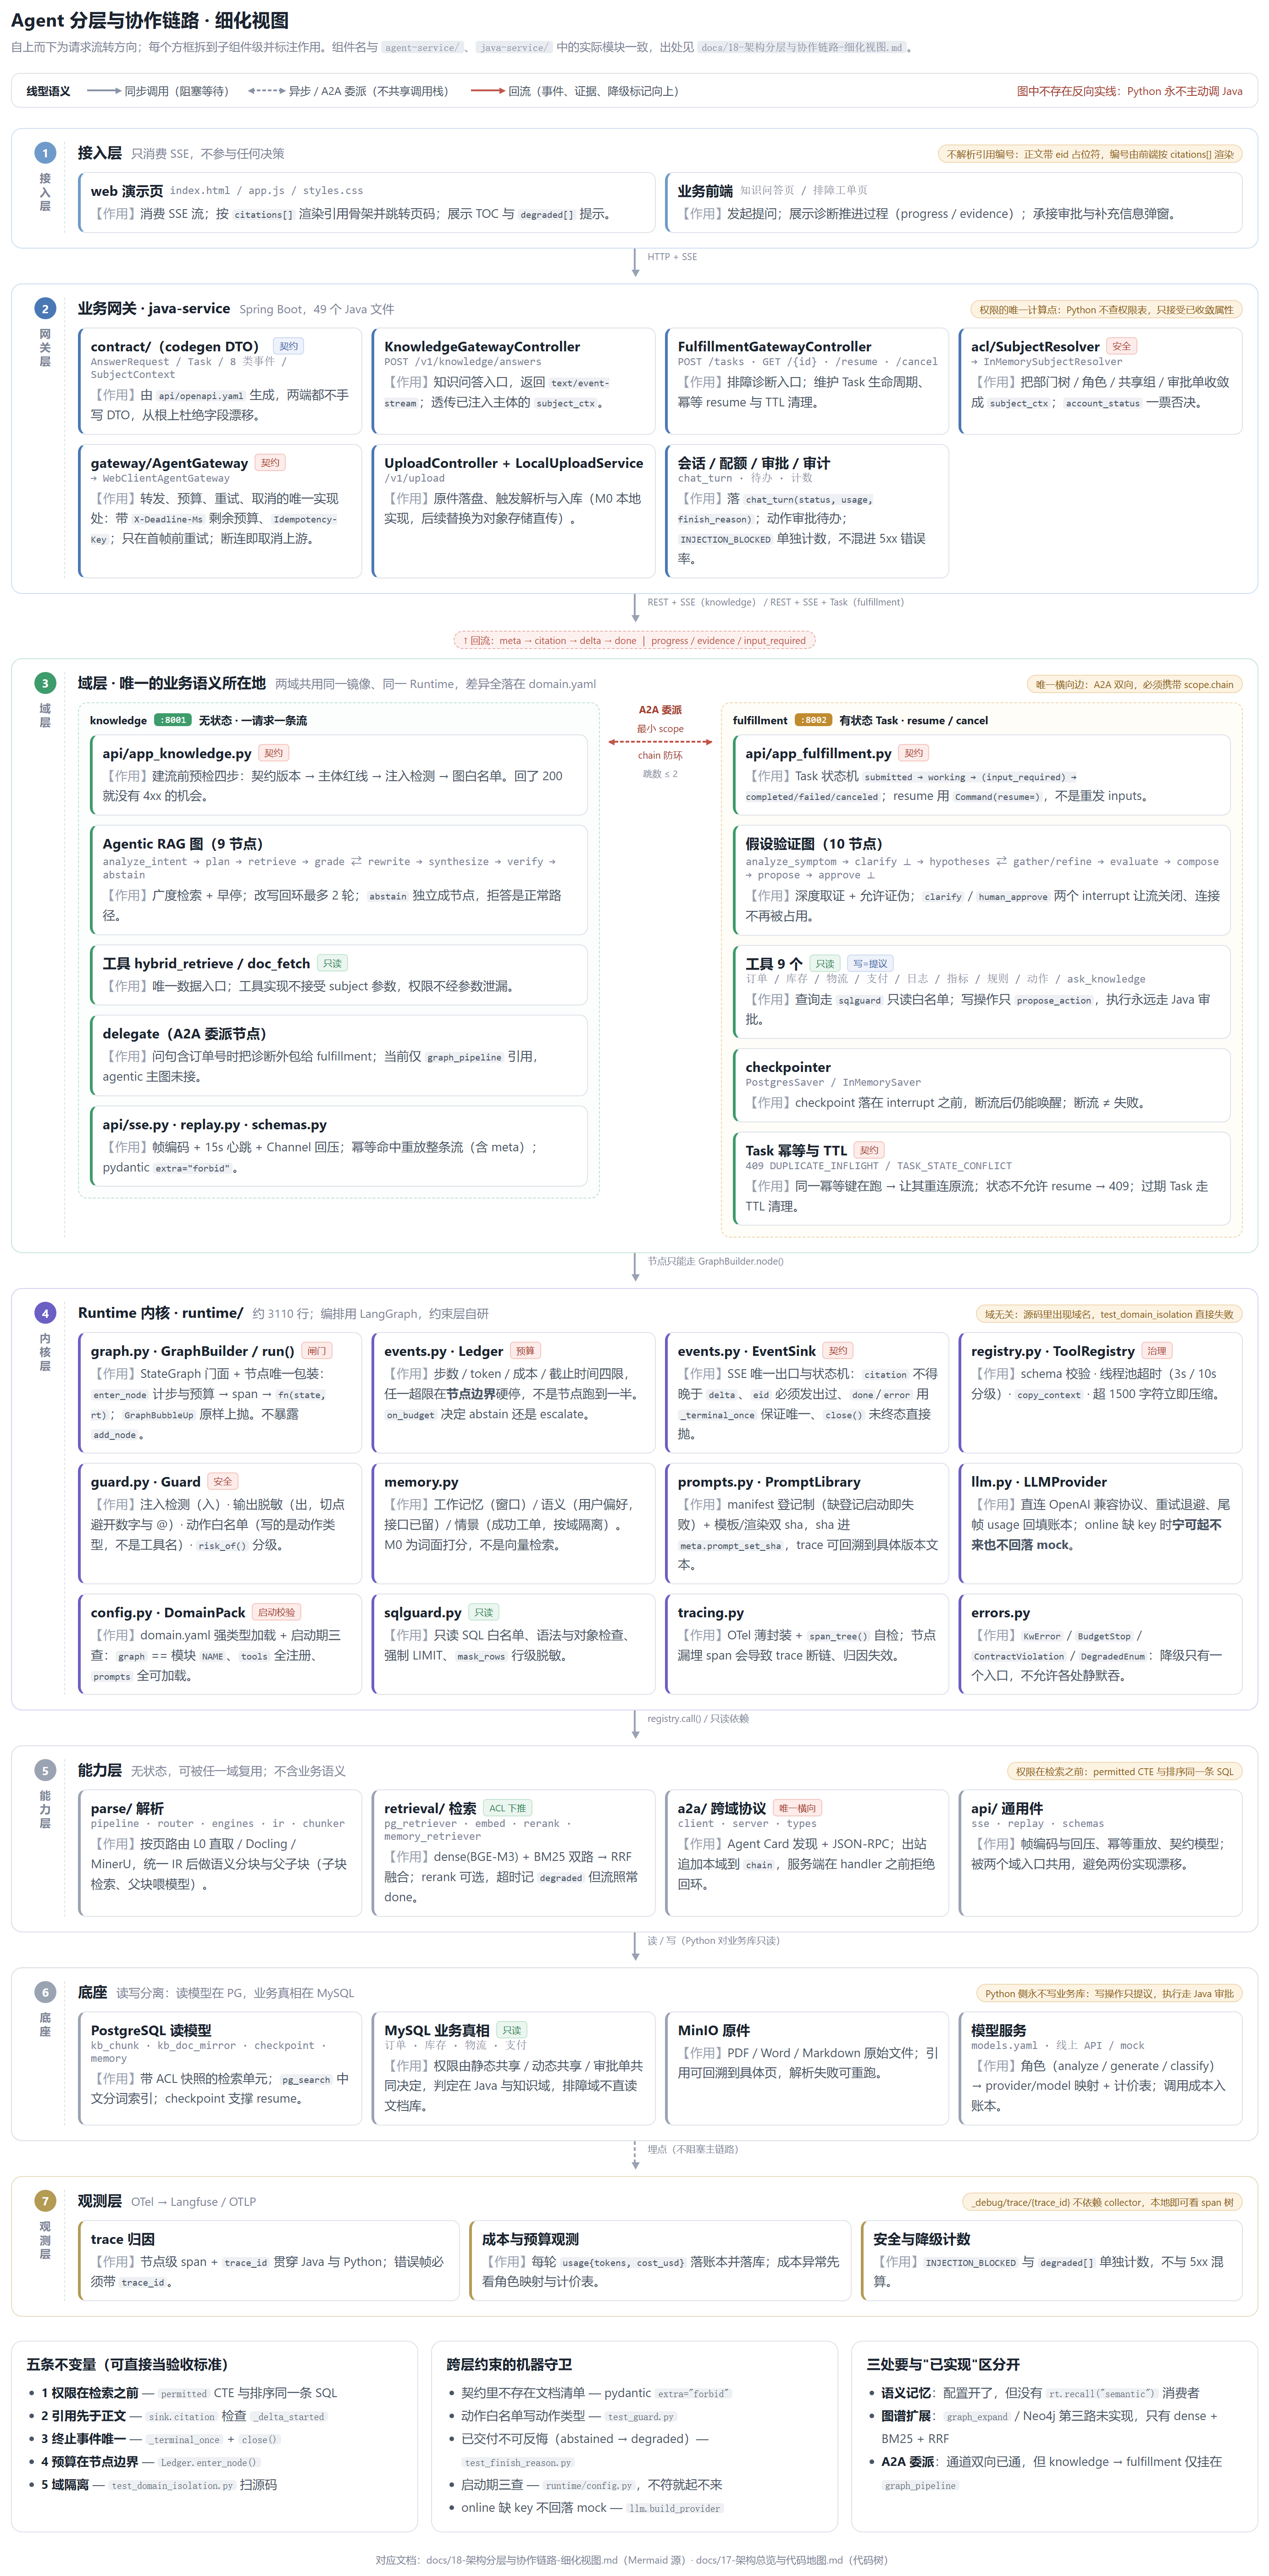 Agent 分层与协作链路 · 细化视图
自上而下为请求流转方向；每个方框拆到子组件级并标注作用。组件名与 agent-service/、java-service/ 中的实际模块一致，出处见 docs/18-架构分层与协作链路-细化视图.md。
线型语义 同步调用（阻塞等待） 异步 / A2A 委派（不共享调用栈） 回流（事件、证据、降级标记向上） 图中不存在反向实线：Python 永不主动调 Java
1
接入层
接入层 只消费 SSE，不参与任何决策
不解析引用编号：正文带 eid 占位符，编号由前端按 citations[] 渲染
web 演示页 index.html / app.js / styles.css
【作用】消费 SSE 流；按 citations[] 渲染引用骨架并跳转页码；展示 TOC 与 degraded[] 提示。
业务前端 知识问答页 / 排障工单页
【作用】发起提问；展示诊断推进过程（progress / evidence）；承接审批与补充信息弹窗。
HTTP + SSE
2
网关层
业务网关 · java-service Spring Boot，49 个 Java 文件
权限的唯一计算点：Python 不查权限表，只接受已收敛属性
contract/（codegen DTO） 契约
AnswerRequest / Task / 8 类事件 /
SubjectContext
【作用】由 api/openapi.yaml 生成，两端都不手
写 DTO，从根上杜绝字段漂移。
KnowledgeGatewayController
POST /v1/knowledge/answers
【作用】知识问答入口，返回 text/event-
stream；透传已注入主体的 subject_ctx。
FulfillmentGatewayController
POST /tasks · GET /{id} · /resume · /cancel
【作用】排障诊断入口；维护 Task 生命周期、
幂等 resume 与 TTL 清理。
acl/SubjectResolver 安全
→ InMemorySubjectResolver
【作用】把部门树 / 角色 / 共享组 / 审批单收敛
成 subject_ctx；account_status 一票否决。
gateway/AgentGateway 契约
→ WebClientAgentGateway
【作用】转发、预算、重试、取消的唯一实现
处：带 X-Deadline-Ms 剩余预算、Idempotency-
Key；只在首帧前重试；断连即取消上游。
UploadController + LocalUploadService
/v1/upload
【作用】原件落盘、触发解析与入库（M0 本地
实现，后续替换为对象存储直传）。
会话 / 配额 / 审批 / 审计
chat_turn · 待办 · 计数
【作用】落 chat_turn(status, usage,
finish_reason)；动作审批待办；
INJECTION_BLOCKED 单独计数，不混进 5xx 错误
率。
REST + SSE（knowledge） / REST + SSE + Task（fulfillment）
↑ 回流：meta → citation → delta → done ｜ progress / evidence / input_required
3
域层
域层 · 唯一的业务语义所在地 两域共用同一镜像、同一 Runtime，差异全落在 domain.yaml
唯一横向边：A2A 双向，必须携带 scope.chain
knowledge :8001 无状态 · 一请求一条流
api/app_knowledge.py 契约
【作用】建流前预检四步：契约版本 → 主体红线 → 注入检测 → 图白名单。回了 200
就没有 4xx 的机会。
Agentic RAG 图（9 节点）
analyze_intent → plan → retrieve → grade ⇄ rewrite → synthesize → verify →
abstain
【作用】广度检索 + 早停；改写回环最多 2 轮；abstain 独立成节点，拒答是正常路
径。
工具 hybrid_retrieve / doc_fetch 只读
【作用】唯一数据入口；工具实现不接受 subject 参数，权限不经参数泄漏。
delegate（A2A 委派节点）
【作用】问句含订单号时把诊断外包给 fulfillment；当前仅 graph_pipeline 引用，
agentic 主图未接。
api/sse.py · replay.py · schemas.py
【作用】帧编码 + 15s 心跳 + Channel 回压；幂等命中重放整条流（含 meta）；
pydantic extra="forbid"。
A2A 委派
最小 scope
chain 防环
跳数 ≤ 2
fulfillment :8002 有状态 Task · resume / cancel
api/app_fulfillment.py 契约
【作用】Task 状态机 submitted → working → (input_required) →
completed/failed/canceled；resume 用 Command(resume=)，不是重发 inputs。
假设验证图（10 节点）
analyze_symptom → clarify ⊥ → hypotheses ⇄ gather/refine → evaluate → compose
→ propose → approve ⊥
【作用】深度取证 + 允许证伪；clarify / human_approve 两个 interrupt 让流关闭、连接
不再被占用。
工具 9 个 只读 写=提议
订单 / 库存 / 物流 / 支付 / 日志 / 指标 / 规则 / 动作 / ask_knowledge
【作用】查询走 sqlguard 只读白名单；写操作只 propose_action，执行永远走 Java 审
批。
checkpointer
PostgresSaver / InMemorySaver
【作用】checkpoint 落在 interrupt 之前，断流后仍能唤醒；断流 ≠ 失败。
Task 幂等与 TTL 契约
409 DUPLICATE_INFLIGHT / TASK_STATE_CONFLICT
【作用】同一幂等键在跑 → 让其重连原流；状态不允许 resume → 409；过期 Task 走
TTL 清理。
节点只能走 GraphBuilder.node()
4
内核层
Runtime 内核 · runtime/ 约 3110 行；编排用 LangGraph，约束层自研
域无关：源码里出现域名，test_domain_isolation 直接失败
graph.py · GraphBuilder / run() 闸门
【作用】StateGraph 门面 + 节点唯一包装：
enter_node 计步与预算 → span → fn(state,
rt)；GraphBubbleUp 原样上抛。不暴露
add_node。
events.py · Ledger 预算
【作用】步数 / token / 成本 / 截止时间四限，
任一超限在节点边界硬停，不是节点跑到一半。
on_budget 决定 abstain 还是 escalate。
events.py · EventSink 契约
【作用】SSE 唯一出口与状态机：citation 不得
晚于 delta、eid 必须发出过、done/error 用
_terminal_once 保证唯一、close() 未终态直接
抛。
registry.py · ToolRegistry 治理
【作用】schema 校验 · 线程池超时（3s / 10s
分级）· copy_context · 超 1500 字符立即压缩。
guard.py · Guard 安全
【作用】注入检测（入）· 输出脱敏（出，切点
避开数字与 @）· 动作白名单（写的是动作类
型，不是工具名）· risk_of() 分级。
memory.py
【作用】工作记忆（窗口）/ 语义（用户偏好，
接口已留）/ 情景（成功工单，按域隔离）。
M0 为词面打分，不是向量检索。
prompts.py · PromptLibrary
【作用】manifest 登记制（缺登记启动即失
败）+ 模板/渲染双 sha，sha 进
meta.prompt_set_sha，trace 可回溯到具体版本文
本。
llm.py · LLMProvider
【作用】直连 OpenAI 兼容协议、重试退避、尾
帧 usage 回填账本；online 缺 key 时宁可起不
来也不回落 mock。
config.py · DomainPack 启动校验
【作用】domain.yaml 强类型加载 + 启动期三
查：graph == 模块 NAME、tools 全注册、
prompts 全可加载。
sqlguard.py 只读
【作用】只读 SQL 白名单、语法与对象检查、
强制 LIMIT、mask_rows 行级脱敏。
tracing.py
【作用】OTel 薄封装 + span_tree() 自检；节点
漏埋 span 会导致 trace 断链、归因失效。
errors.py
【作用】KwError / BudgetStop /
ContractViolation / DegradedEnum：降级只有一
个入口，不允许各处静默吞。
registry.call() / 只读依赖
5
能力层
能力层 无状态，可被任一域复用；不含业务语义
权限在检索之前：permitted CTE 与排序同一条 SQL
parse/ 解析
pipeline · router · engines · ir · chunker
【作用】按页路由 L0 直取 / Docling /
MinerU，统一 IR 后做语义分块与父子块（子块
检索、父块喂模型）。
retrieval/ 检索 ACL 下推
pg_retriever · embed · rerank ·
memory_retriever
【作用】dense(BGE-M3) + BM25 双路 → RRF
融合；rerank 可选，超时记 degraded 但流照常
done。
a2a/ 跨域协议 唯一横向
client · server · types
【作用】Agent Card 发现 + JSON-RPC；出站
追加本域到 chain，服务端在 handler 之前拒绝
回环。
api/ 通用件
sse · replay · schemas
【作用】帧编码与回压、幂等重放、契约模型；
被两个域入口共用，避免两份实现漂移。
读 / 写（Python 对业务库只读）
6
底座
底座 读写分离：读模型在 PG，业务真相在 MySQL
Python 侧永不写业务库：写操作只提议，执行走 Java 审批
PostgreSQL 读模型
kb_chunk · kb_doc_mirror · checkpoint ·
memory
【作用】带 ACL 快照的检索单元；pg_search 中
文分词索引；checkpoint 支撑 resume。
MySQL 业务真相 只读
订单 · 库存 · 物流 · 支付
【作用】权限由静态共享 / 动态共享 / 审批单共
同决定，判定在 Java 与知识域，排障域不直读
文档库。
MinIO 原件
【作用】PDF / Word / Markdown 原始文件；引
用可回溯到具体页，解析失败可重跑。
模型服务
models.yaml · 线上 API / mock
【作用】角色（analyze / generate / classify）
→ provider/model 映射 + 计价表；调用成本入
账本。
埋点（不阻塞主链路）
7
观测层
观测层 OTel → Langfuse / OTLP
_debug/trace/{trace_id} 不依赖 collector，本地即可看 span 树
trace 归因
【作用】节点级 span + trace_id 贯穿 Java 与 Python；错误帧必
须带 trace_id。
成本与预算观测
【作用】每轮 usage{tokens, cost_usd} 落账本并落库；成本异常先
看角色映射与计价表。
安全与降级计数
【作用】INJECTION_BLOCKED 与 degraded[] 单独计数，不与 5xx 混
算。
五条不变量（可直接当验收标准）
• 1 权限在检索之前 — permitted CTE 与排序同一条 SQL
• 2 引用先于正文 — sink.citation 检查 _delta_started
• 3 终止事件唯一 — _terminal_once + close()
• 4 预算在节点边界 — Ledger.enter_node()
• 5 域隔离 — test_domain_isolation.py 扫源码
跨层约束的机器守卫
• 契约里不存在文档清单 — pydantic extra="forbid"
• 动作白名单写动作类型 — test_guard.py
• 已交付不可反悔（abstained → degraded）—
test_finish_reason.py
• 启动期三查 — runtime/config.py，不符就起不来
• online 缺 key 不回落 mock — llm.build_provider
三处要与"已实现"区分开
• 语义记忆：配置开了，但没有 rt.recall("semantic") 消费者
• 图谱扩展：graph_expand / Neo4j 第三路未实现，只有 dense +
BM25 + RRF
• A2A 委派：通道双向已通，但 knowledge → fulfillment 仅挂在
graph_pipeline
对应文档：docs/18-架构分层与协作链路-细化视图.md（Mermaid 源）· docs/17-架构总览与代码地图.md（代码树）